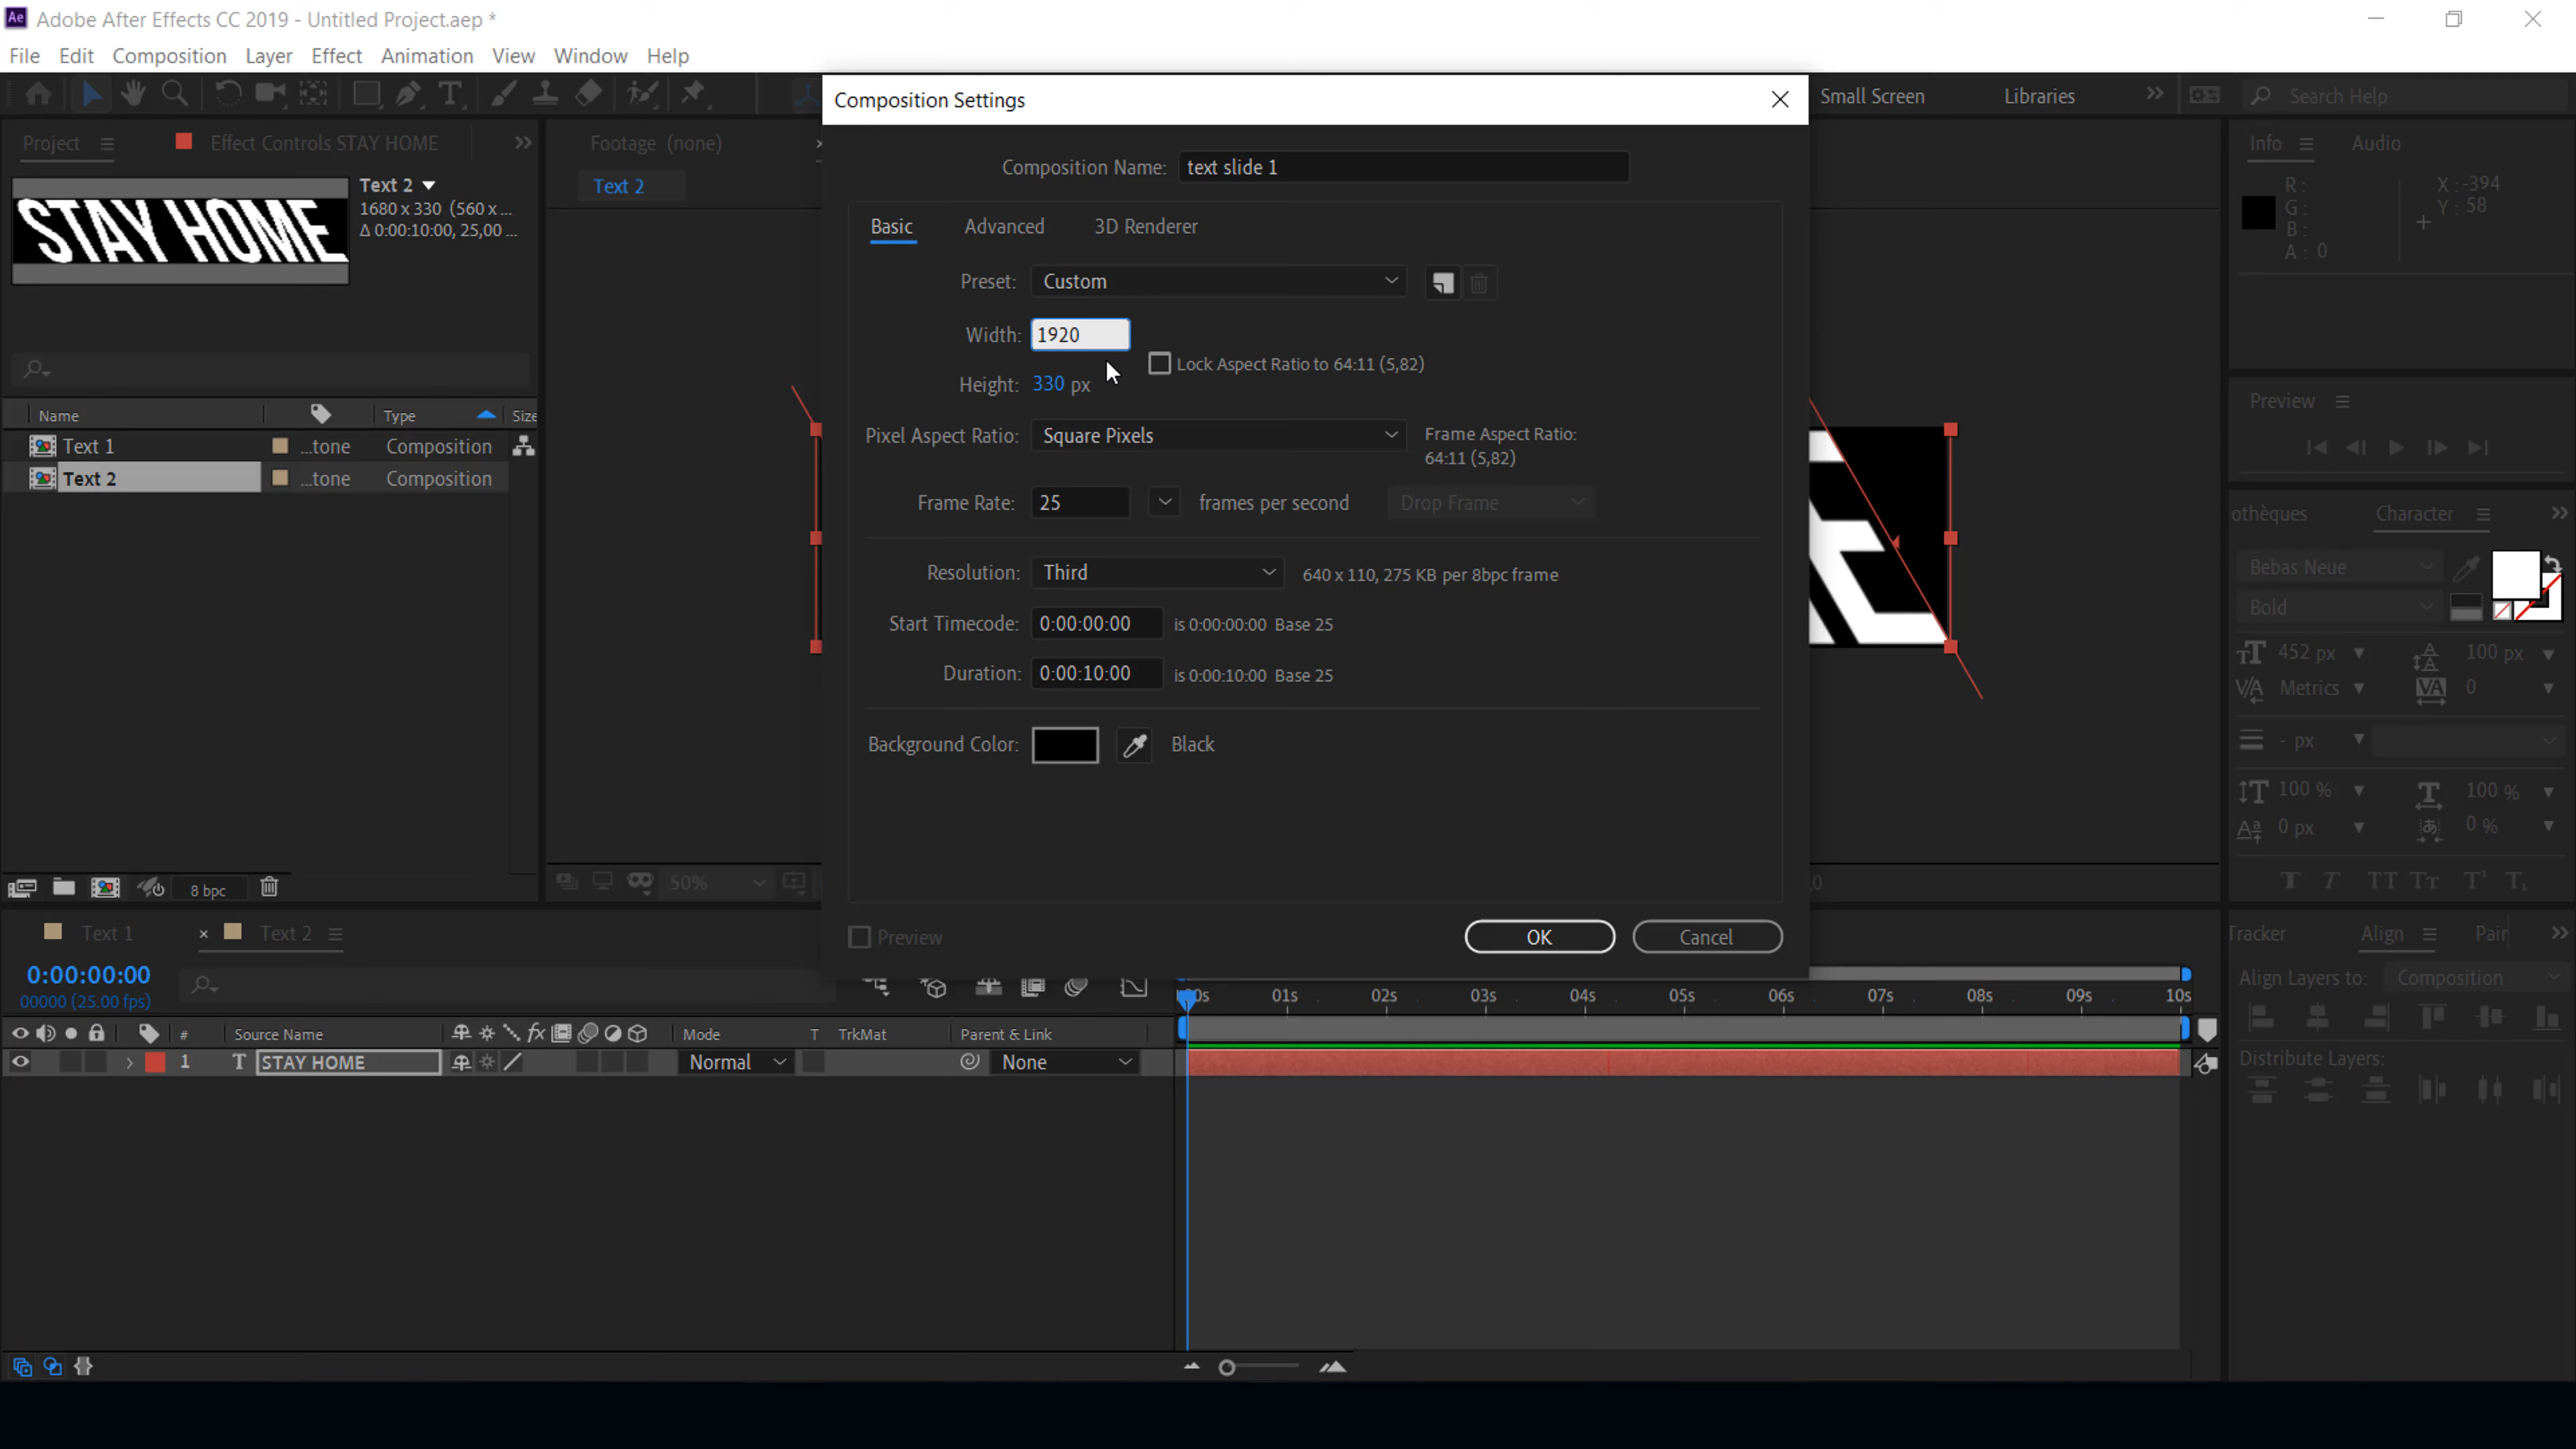 Ae Adobe After Effects CC 2019 - Untitled Project.aep *
File Edit Composition Layer Effect Animation View Window Help
Small Screen Libraries Search Help
Composition Settings
Project Effect Controls STAY HOME
Footage (none)
Text 2
STAY HOME
Text 2
1680 x 330 (560 x ...
Δ 0:00:10:00, 25,00 ...
Name Type Size
Text 1 ...tone Composition
Text 2 ...tone Composition
8 bpc
Composition Name: text slide 1
Basic Advanced 3D Renderer
Preset: Custom
Width: 1920
Lock Aspect Ratio to 64:11 (5,82)
Height: 330 px
Pixel Aspect Ratio: Square Pixels
Frame Aspect Ratio:
64:11 (5,82)
Frame Rate: 25 frames per second Drop Frame
Resolution: Third 640 x 110, 275 KB per 8bpc frame
Start Timecode: 0:00:00:00 is 0:00:00:00 Base 25
Duration: 0:00:10:00 is 0:00:10:00 Base 25
Background Color: Black
Preview OK Cancel
50%
Info Audio
R :
G :
B :
A : 0
X : -394
Y : 58
Preview
othèques Character
Bebas Neue
Bold
452 px 100 px
Metrics 0
- px
100 % 100 %
0 px 0 %
T T TT Tт T¹ T₁
Tracker Align Pair
Align Layers to: Composition
Distribute Layers:
Text 1 × Text 2
0:00:00:00
00000 (25.00 fps)
01s 02s 03s 04s 05s 06s 07s 08s 09s 10s
# Source Name fx Mode T TrkMat Parent & Link
1 T STAY HOME Normal None